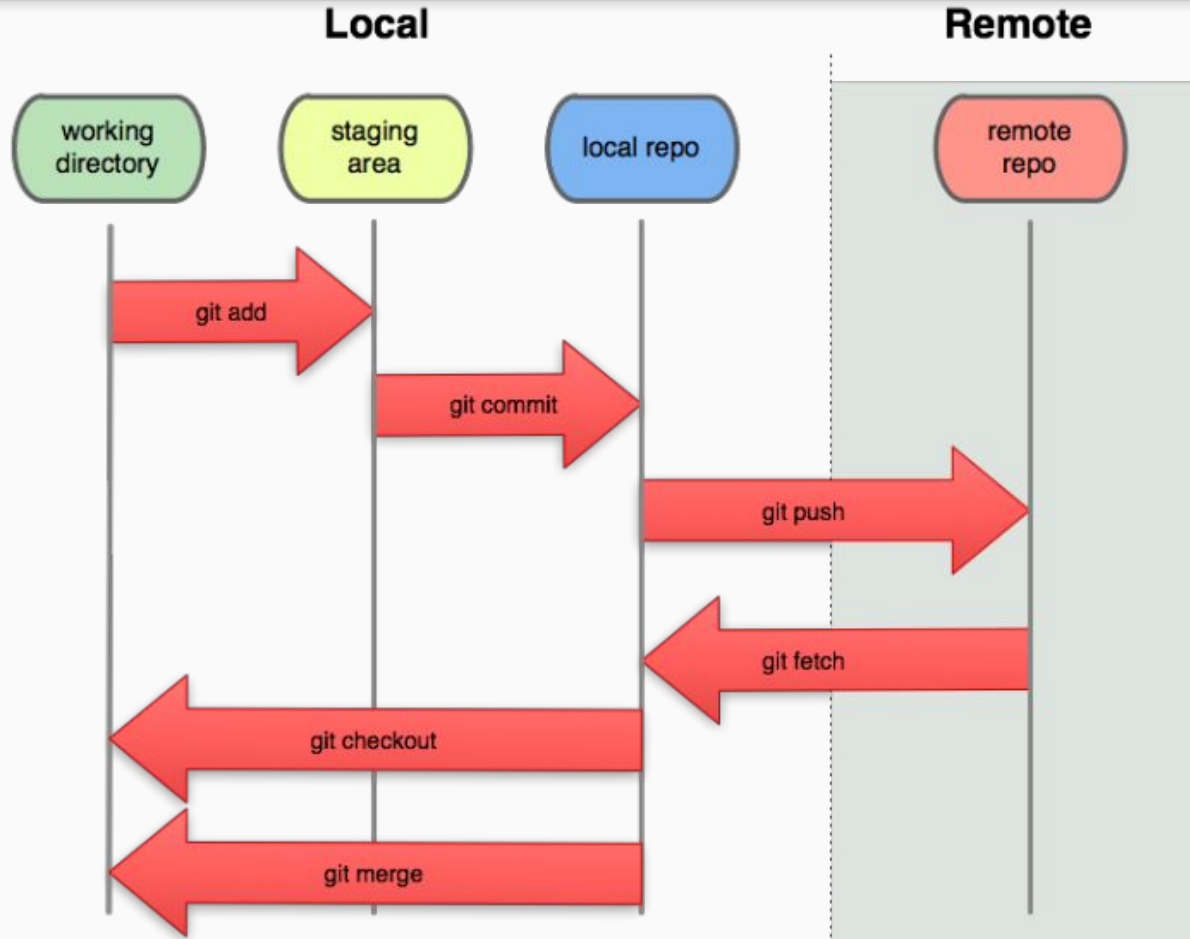 Local
Remote
working
directory
staging
area
local repo
remote
repo
git add
git commit
git push
git fetch
git checkout
git merge